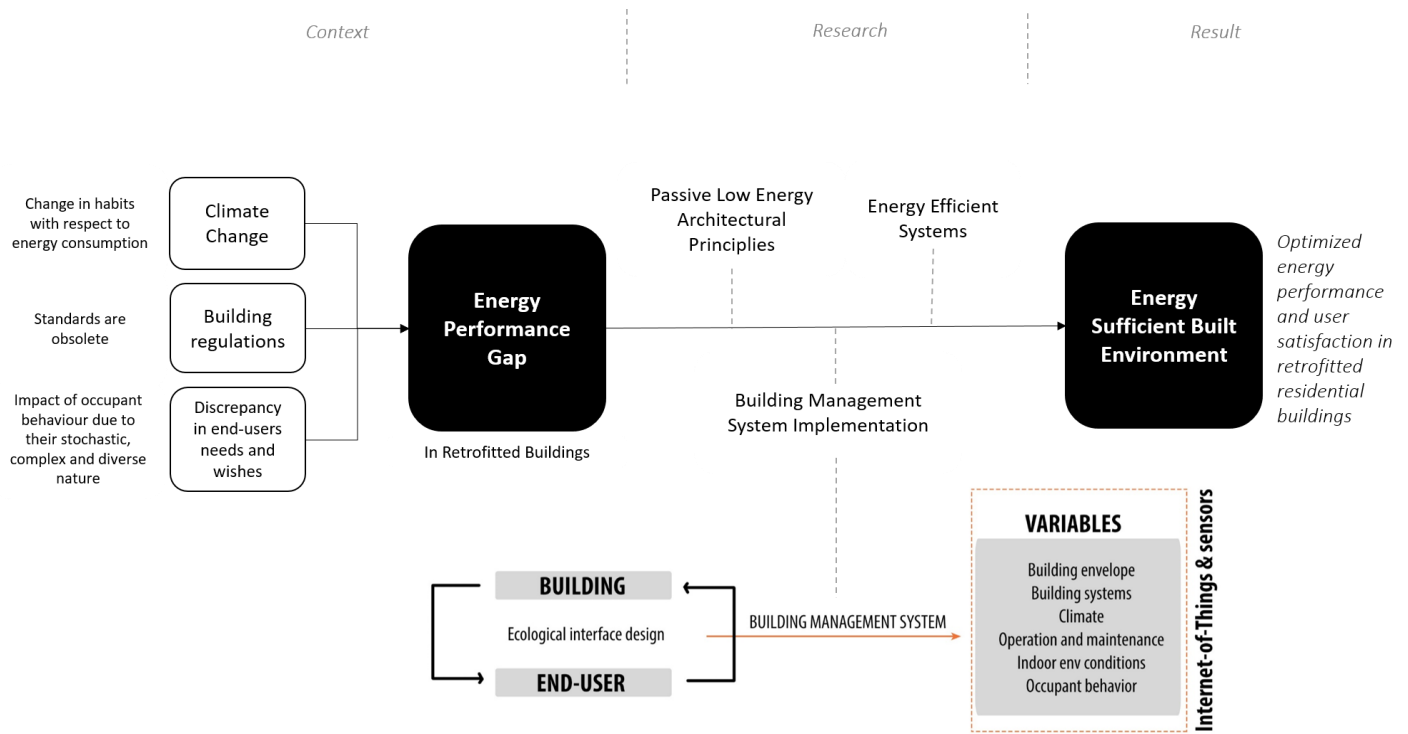 Context
Research
Result
Change in habits
with respect to
energy consumption
Climate
Change
Standards are
obsolete
Building
regulations
Impact of occupant
behaviour due to
their stochastic,
complex and diverse
nature
Discrepancy
in end-users
needs and
wishes
Energy
Performance
Gap
In Retrofitted Buildings
Passive Low Energy
Architectural
Principlies
Energy Efficient
Systems
Building Management
System Implementation
Energy
Sufficient Built
Environment
Optimized
energy
performance
and user
satisfaction in
retrofitted
residential
buildings
BUILDING
Ecological interface design
END-USER
BUILDING MANAGEMENT SYSTEM
VARIABLES
Building envelope
Building systems
Climate
Operation and maintenance
Indoor env conditions
Occupant behavior
Internet-of-Things & sensors